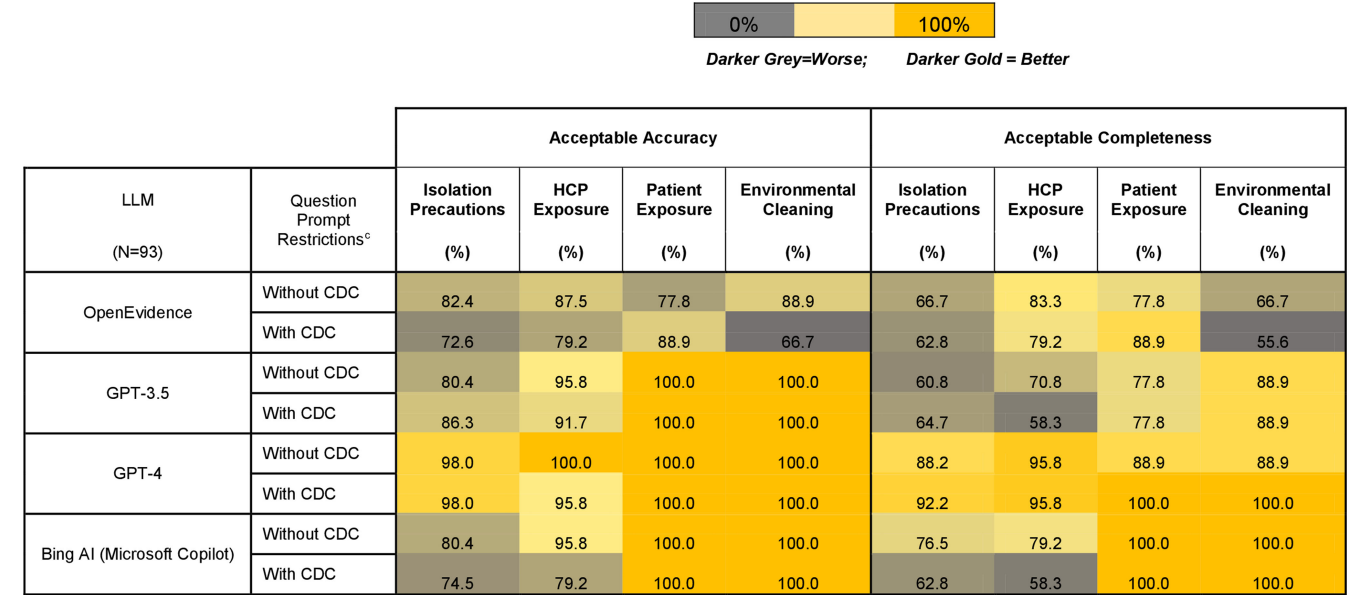 0% 100%
Darker Grey=Worse; Darker Gold = Better
Acceptable Accuracy Acceptable Completeness
LLM
(N=93)
Question
Prompt
Restrictionsᶜ
Isolation
Precautions
(%)
HCP
Exposure
(%)
Patient
Exposure
(%)
Environmental
Cleaning
(%)
Isolation
Precautions
(%)
HCP
Exposure
(%)
Patient
Exposure
(%)
Environmental
Cleaning
(%)
OpenEvidence
Without CDC 82.4 87.5 77.8 88.9 66.7 83.3 77.8 66.7
With CDC 72.6 79.2 88.9 66.7 62.8 79.2 88.9 55.6
GPT-3.5
Without CDC 80.4 95.8 100.0 100.0 60.8 70.8 77.8 88.9
With CDC 86.3 91.7 100.0 100.0 64.7 58.3 77.8 88.9
GPT-4
Without CDC 98.0 100.0 100.0 100.0 88.2 95.8 88.9 88.9
With CDC 98.0 95.8 100.0 100.0 92.2 95.8 100.0 100.0
Bing AI (Microsoft Copilot)
Without CDC 80.4 95.8 100.0 100.0 76.5 79.2 100.0 100.0
With CDC 74.5 79.2 100.0 100.0 62.8 58.3 100.0 100.0